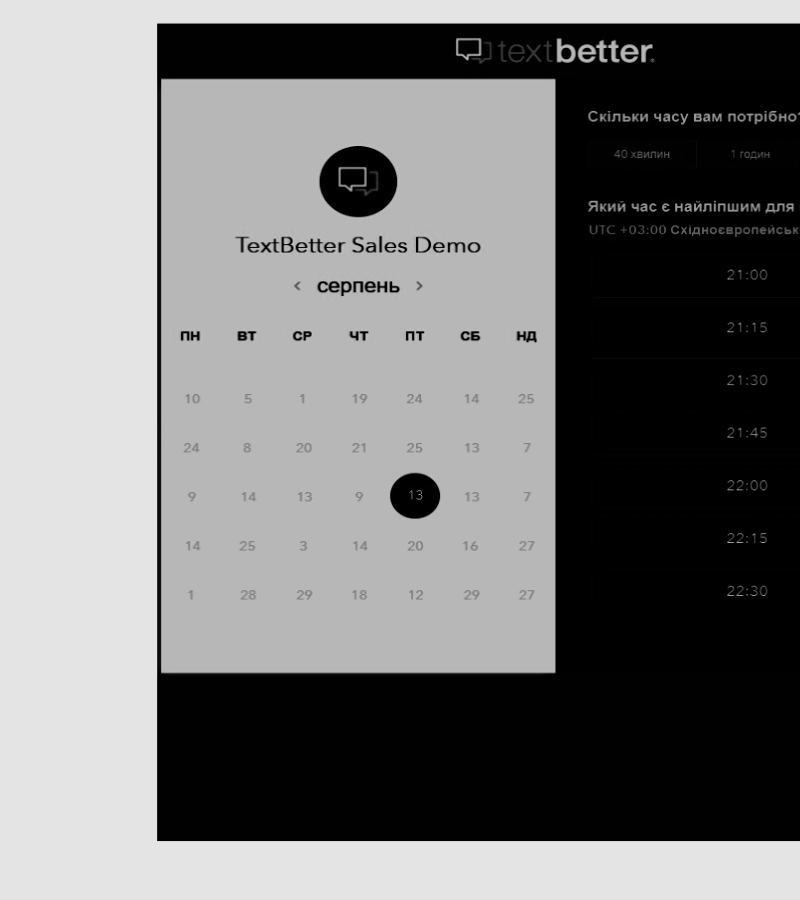 textbetter.
TextBetter Sales Demo
< серпень >
ПН ВТ СР ЧТ ПТ СБ НД
10 5 1 19 24 14 25
24 8 20 21 25 13 7
9 14 13 9 13 13 7
14 25 3 14 20 16 27
1 28 29 18 12 29 27
Скільки часу вам потрібно?
40 хвилин 1 годин
Який час є найліпшим для
UTC +03:00
21:00
21:15
21:30
21:45
22:00
22:15
22:30